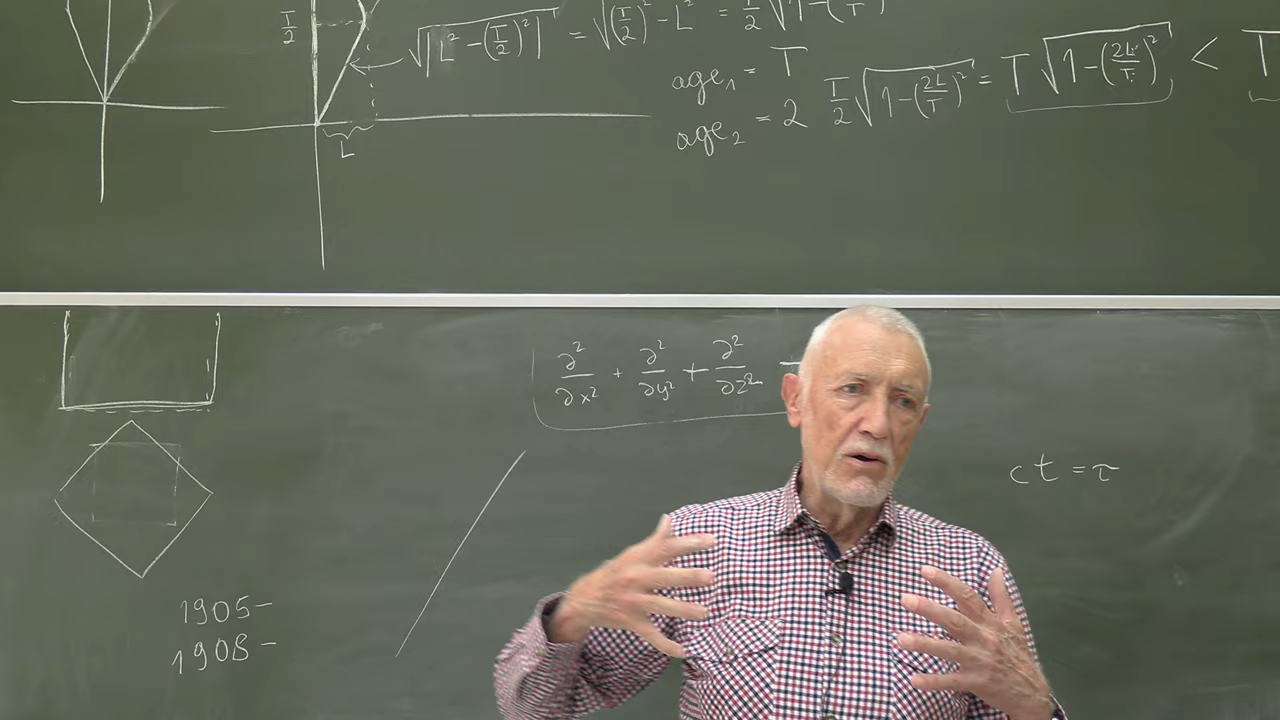 T/2
√|L² − (T/2)²| = √(T/2)² − L² = T/2 √1 − (
age₁ = T
age₂ = 2 T/2 √1 − (2L/T)² = T √1 − (2L/T)² < T
L
∂²/∂x² + ∂²/∂y² + ∂²/∂z² −
ct = τ
1905 −
1908 −